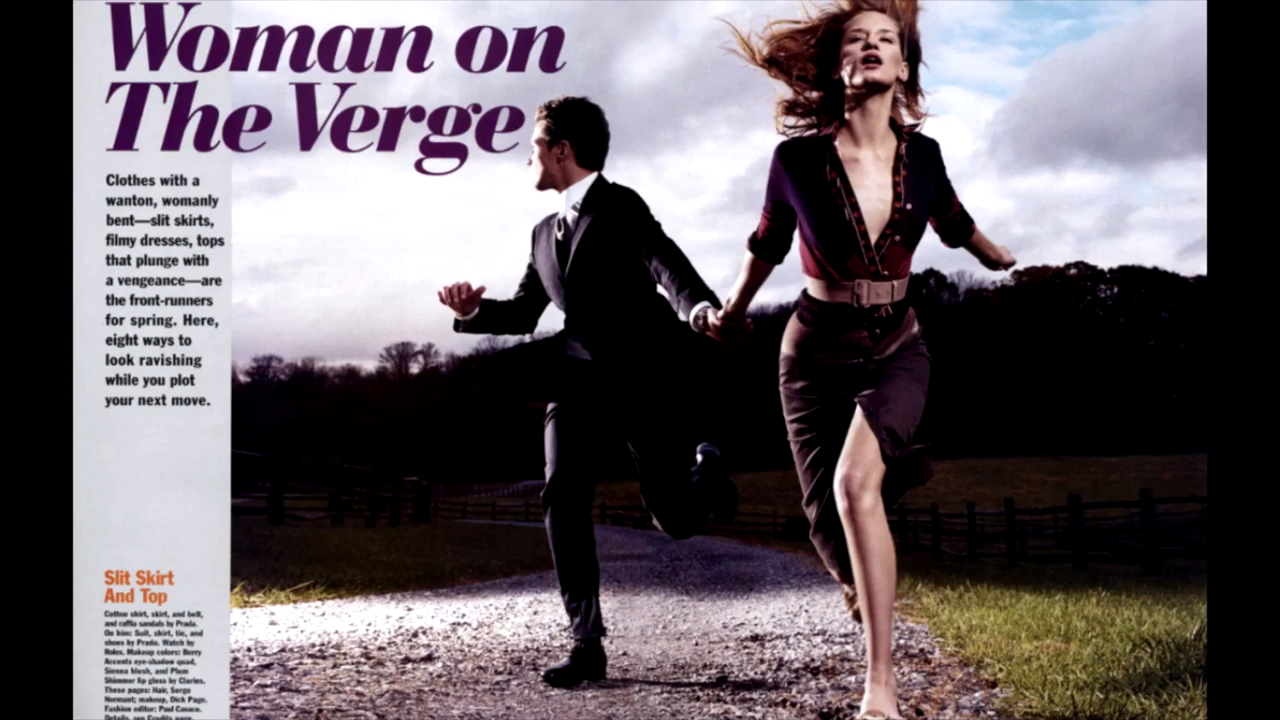 Woman on
The Verge
Clothes with a
wanton, womanly
bent—slit skirts,
filmy dresses, tops
that plunge with
a vengeance—are
the front-runners
for spring. Here,
eight ways to
look ravishing
while you plot
your next move.
Slit Skirt
And Top
Cotton shirt, skirt, and belt,
and raffia sandals by Prada.
On him: Suit, shirt, tie, and
shoes by Prada. Watch by
Rolex. Makeup colors: Berry
Accents eye-shadow quad,
Sienna blush, and Plum
Shimmer lip gloss by Clarins.
These pages: Hair, Serge
Normant; makeup, Dick Page.
Fashion editor: Paul Cavaco.
Details, see Credits page.